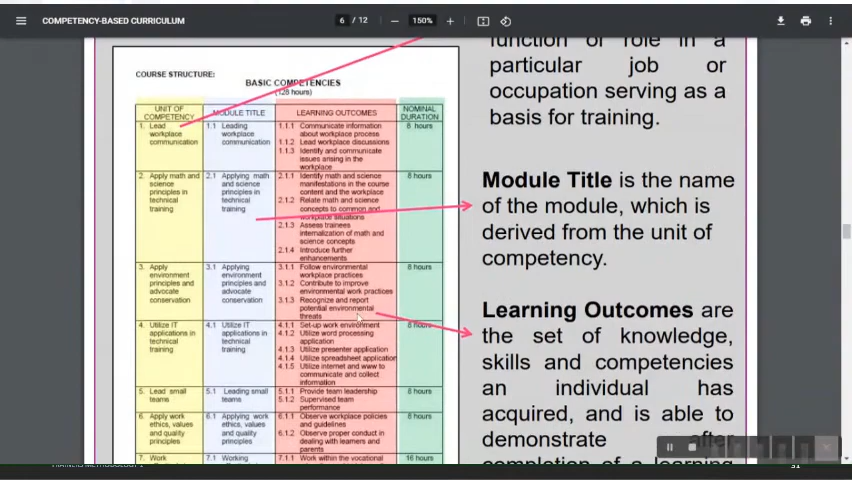 COMPETENCY-BASED CURRICULUM
6 / 12
150%
function or role in a
particular job or
occupation serving as a
basis for training.
Module Title is the name
of the module, which is
derived from the unit of
competency.
Learning Outcomes are
the set of knowledge,
skills and competencies
an individual has
acquired, and is able to
demonstrate after
completion of a learning
COURSE STRUCTURE:
BASIC COMPETENCIES
(128 hours)
UNIT OF
COMPETENCY
MODULE TITLE
LEARNING OUTCOMES
NOMINAL
DURATION
1. Lead
workplace
communication
1.1 Leading
workplace
communication
1.1.1 Communicate information
about workplace process
1.1.2 Lead workplace discussions
1.1.3 Identify and communicate
issues arising in the
workplace
8 hours
2. Apply math and
science
principles in
technical
training
2.1 Applying math
and science
principles in
technical
training
2.1.1 Identify math and science
manifestations in the course
content and the workplace
2.1.2 Relate math and science
concepts to common and
workplace situations
2.1.3 Assess trainees
internalization of math and
science concepts
2.1.4 Introduce further
enhancements
8 hours
3. Apply
environment
principles and
advocate
conservation
3.1 Applying
environment
principles and
advocate
conservation
3.1.1 Follow environmental
workplace practices
3.1.2 Contribute to improve
environmental work practices
3.1.3 Recognize and report
potential environmental
threats
8 hours
4. Utilize IT
applications in
technical
training
4.1 Utilize IT
applications in
technical
training
4.1.1 Set-up work environment
4.1.2 Utilize word processing
application
4.1.3 Utilize presenter application
4.1.4 Utilize spreadsheet application
4.1.5 Utilize internet and www to
communicate and collect
information
8 hours
5. Lead small
teams
5.1 Leading small
teams
5.1.1 Provide team leadership
5.1.2 Supervised team
performance
8 hours
6. Apply work
ethics, values
and quality
principles
6.1 Applying work
ethics, values
and quality
principles
6.1.1 Observe workplace policies
and guidelines
6.1.2 Observe proper conduct in
dealing with learners and
parents
8 hours
7. Work
7.1 Working
7.1.1 Work within the vocational
16 hours
31